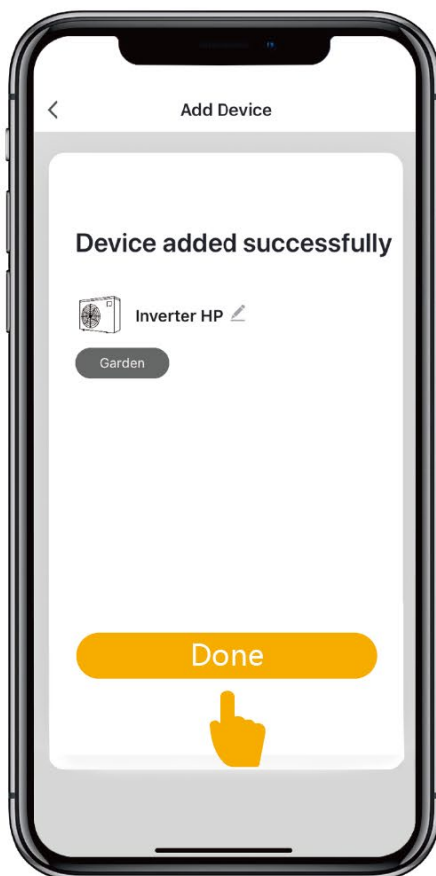 Add Device
Device added successfully
Inverter HP
Garden
Done